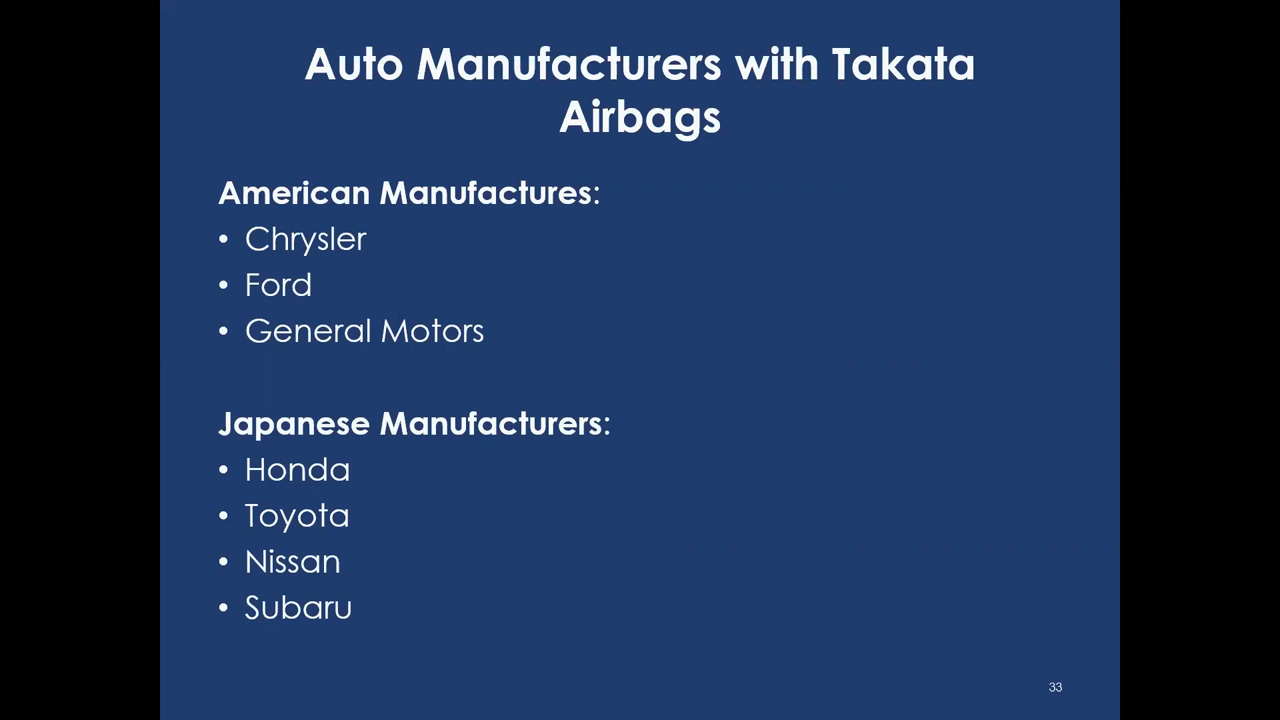 Auto Manufacturers with Takata
Airbags
American Manufactures:
• Chrysler
• Ford
• General Motors
Japanese Manufacturers:
• Honda
• Toyota
• Nissan
• Subaru
33